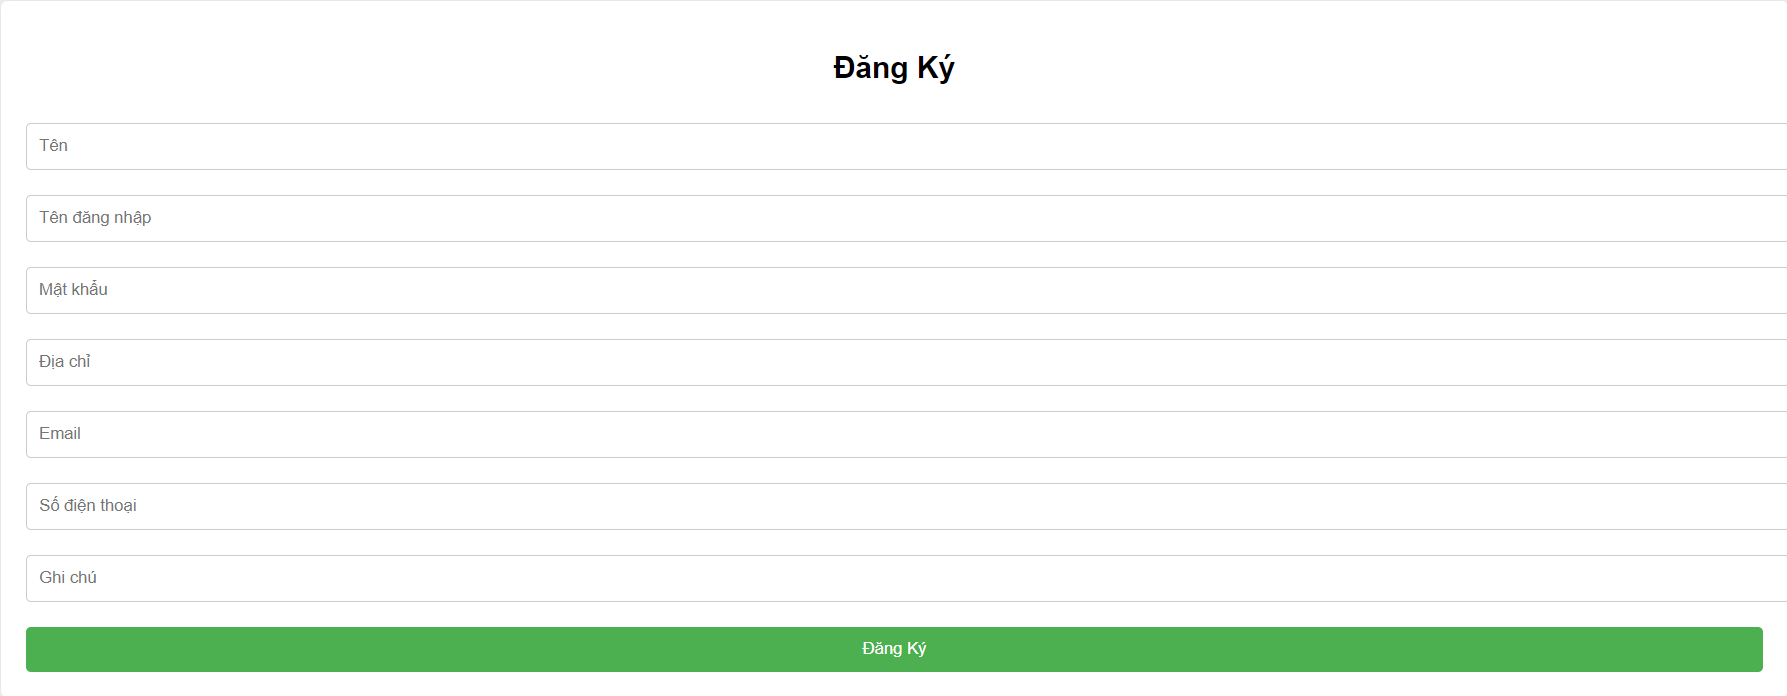 Đăng Ký
Tên
Tên đăng nhập
Mật khẩu
Địa chỉ
Email
Số điện thoại
Ghi chú
Đăng Ký